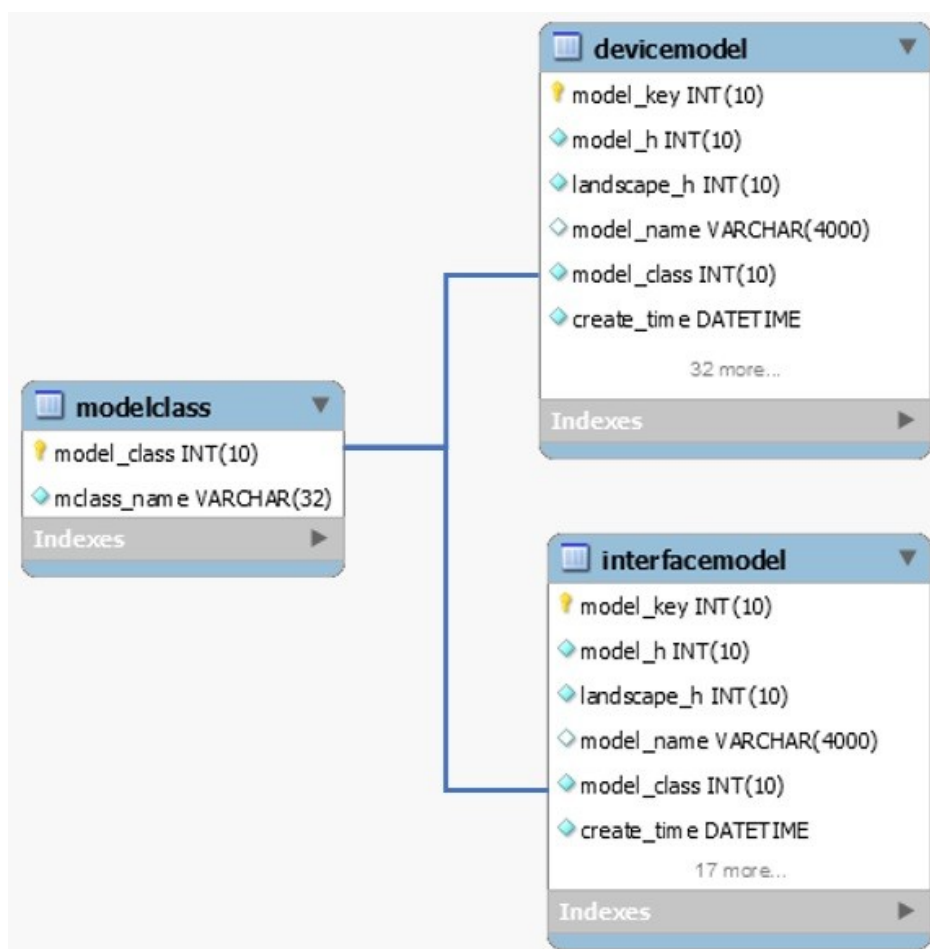 devicemodel
model_key INT(10)
model_h INT(10)
landscape_h INT(10)
model_name VARCHAR(4000)
model_class INT(10)
create_time DATETIME
32 more...
Indexes
modelclass
model_class INT(10)
mclass_name VARCHAR(32)
Indexes
interfacemodel
model_key INT(10)
model_h INT(10)
landscape_h INT(10)
model_name VARCHAR(4000)
model_class INT(10)
create_time DATETIME
17 more...
Indexes